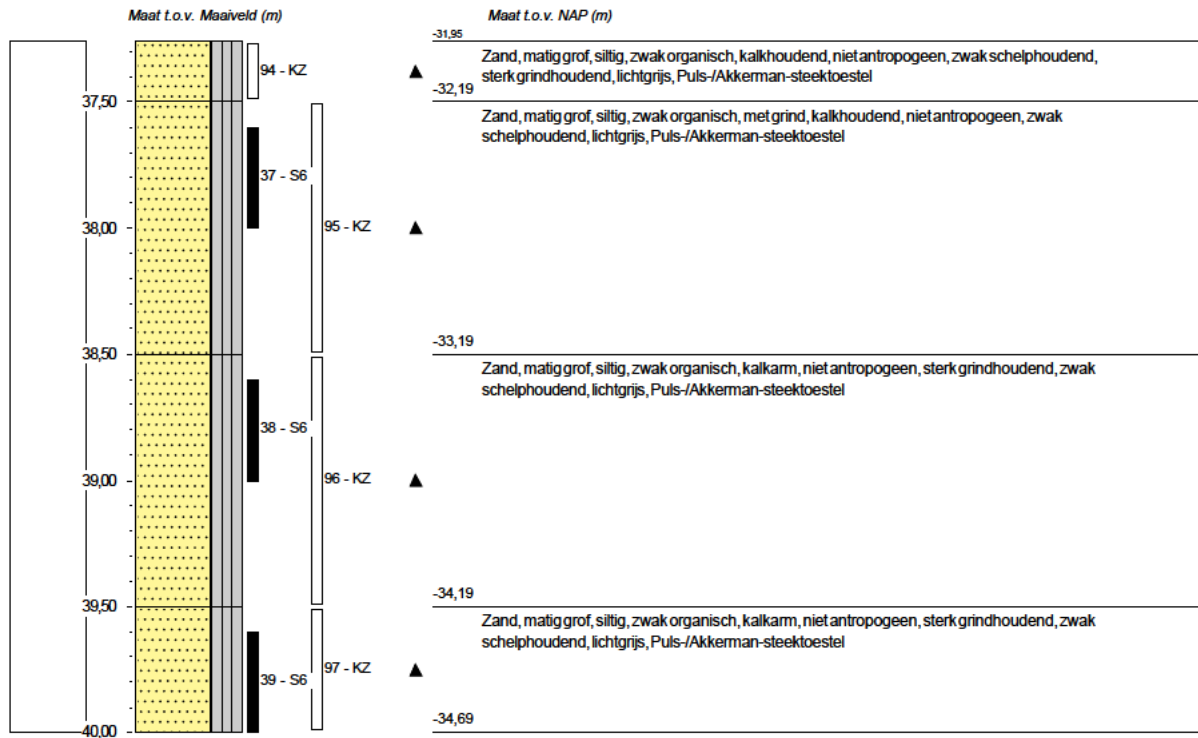 Maat t.o.v. Maaiveld (m)
Maat t.o.v. NAP (m)
-31,95
Zand, matig grof, siltig, zwak organisch, kalkhoudend, niet antropogeen, zwak schelphoudend,
sterk grindhoudend, lichtgrijs, Puls-/Akkerman-steektoestel
94 - KZ
-32,19
37,50
Zand, matig grof, siltig, zwak organisch, met grind, kalkhoudend, niet antropogeen, zwak
schelphoudend, lichtgrijs, Puls-/Akkerman-steektoestel
37 - S6
38,00
95 - KZ
-33,19
38,50
Zand, matig grof, siltig, zwak organisch, kalkarm, niet antropogeen, sterk grindhoudend, zwak
schelphoudend, lichtgrijs, Puls-/Akkerman-steektoestel
38 - S6
39,00
96 - KZ
-34,19
39,50
Zand, matig grof, siltig, zwak organisch, kalkarm, niet antropogeen, sterk grindhoudend, zwak
schelphoudend, lichtgrijs, Puls-/Akkerman-steektoestel
97 - KZ
39 - S6
-34,69
40,00